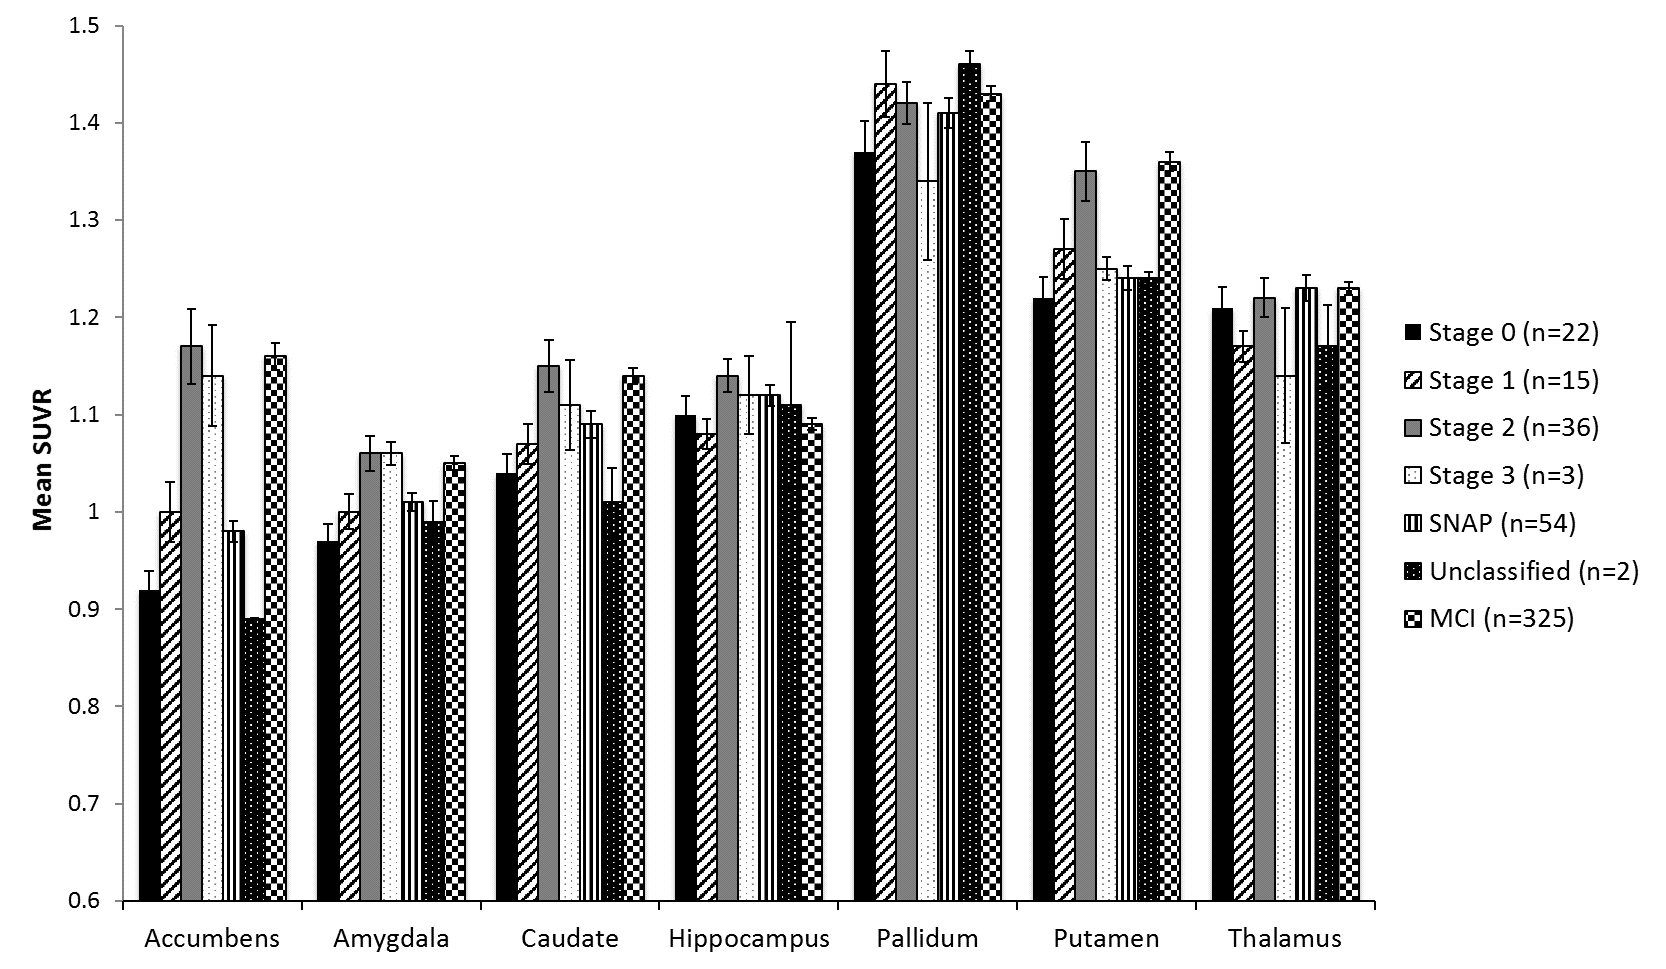 1.5
1.4
1.3
1.2
1.1
1
0.9
0.8
0.7
0.6
Mean SUVR
Accumbens Amygdala Caudate Hippocampus Pallidum Putamen Thalamus
Stage 0 (n=22)
Stage 1 (n=15)
Stage 2 (n=36)
Stage 3 (n=3)
SNAP (n=54)
Unclassified (n=2)
MCI (n=325)